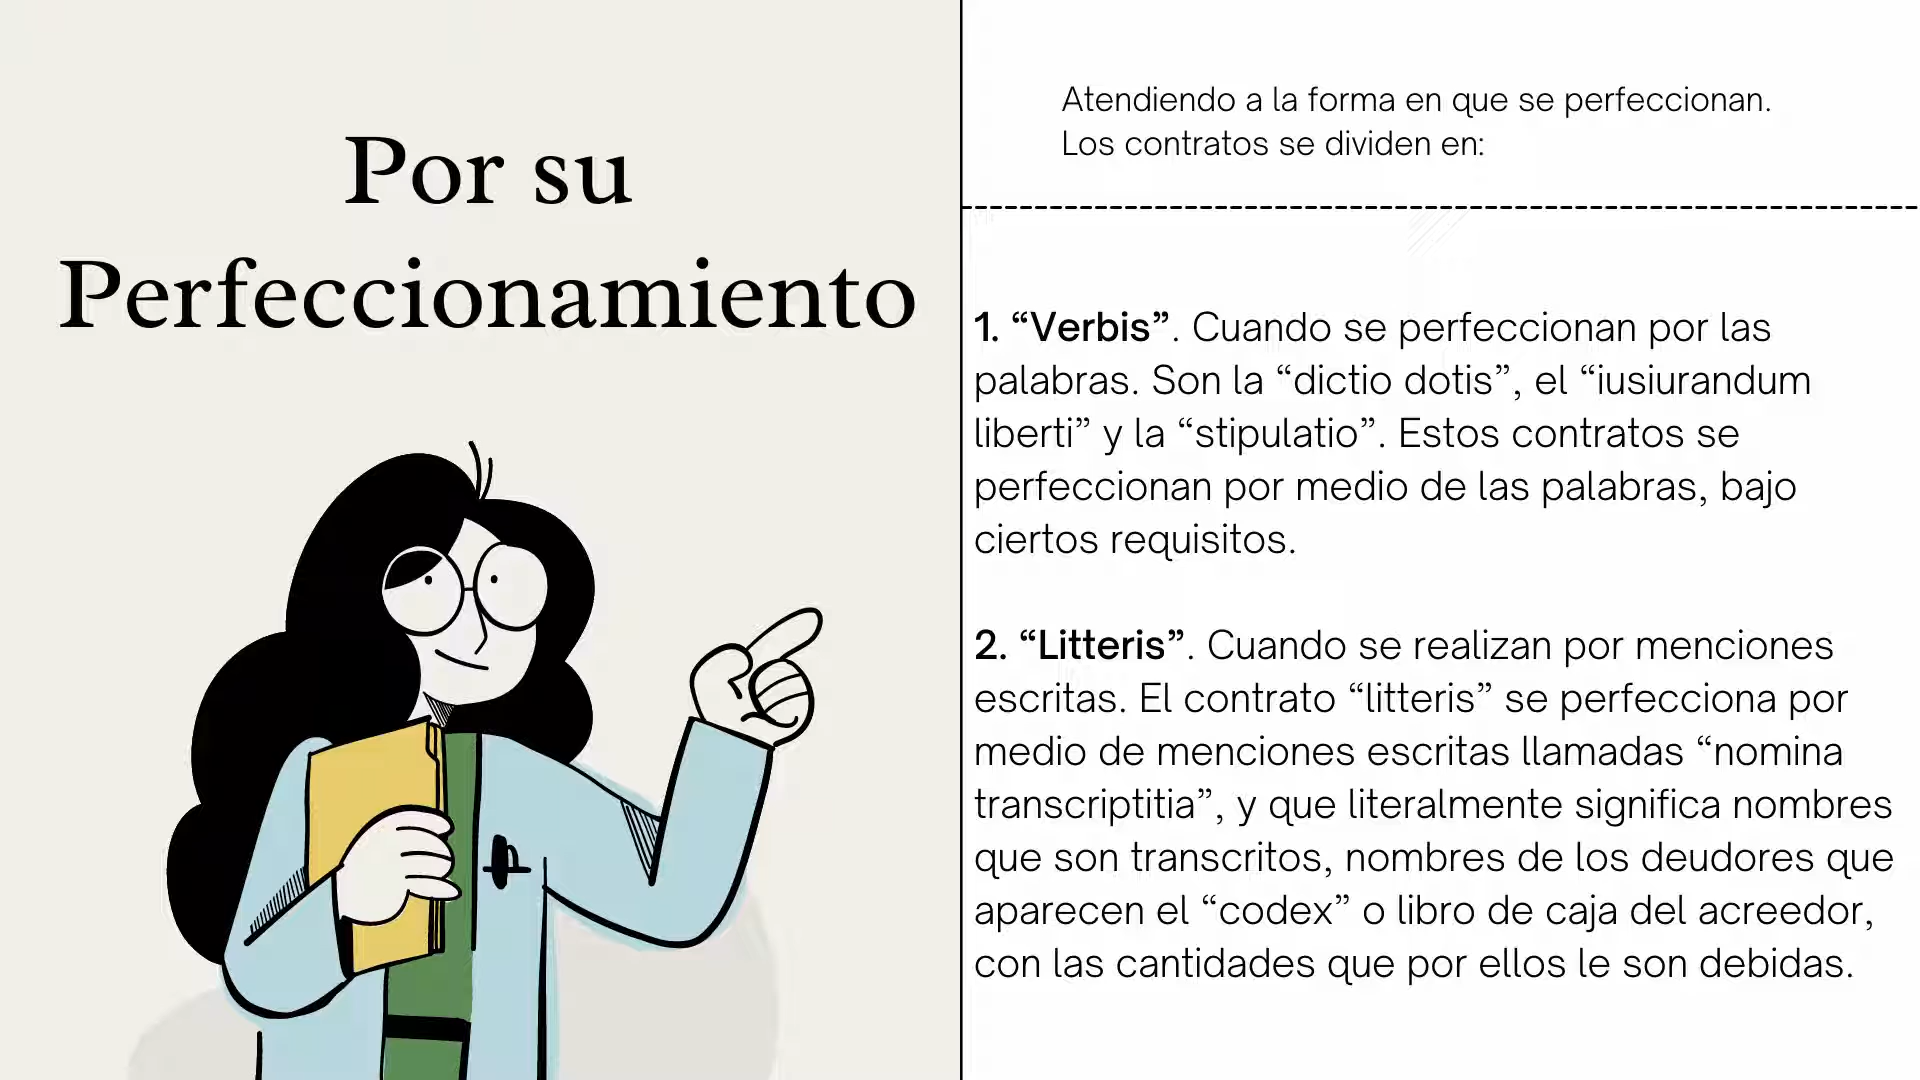 Por su
Perfeccionamiento
Atendiendo a la forma en que se perfeccionan.
Los contratos se dividen en:
1. “Verbis”. Cuando se perfeccionan por las
palabras. Son la “dictio dotis”, el “iusiurandum
liberti” y la “stipulatio”. Estos contratos se
perfeccionan por medio de las palabras, bajo
ciertos requisitos.
2. “Litteris”. Cuando se realizan por menciones
escritas. El contrato “litteris” se perfecciona por
medio de menciones escritas llamadas “nomina
transcriptitia”, y que literalmente significa nombres
que son transcritos, nombres de los deudores que
aparecen el “codex” o libro de caja del acreedor,
con las cantidades que por ellos le son debidas.